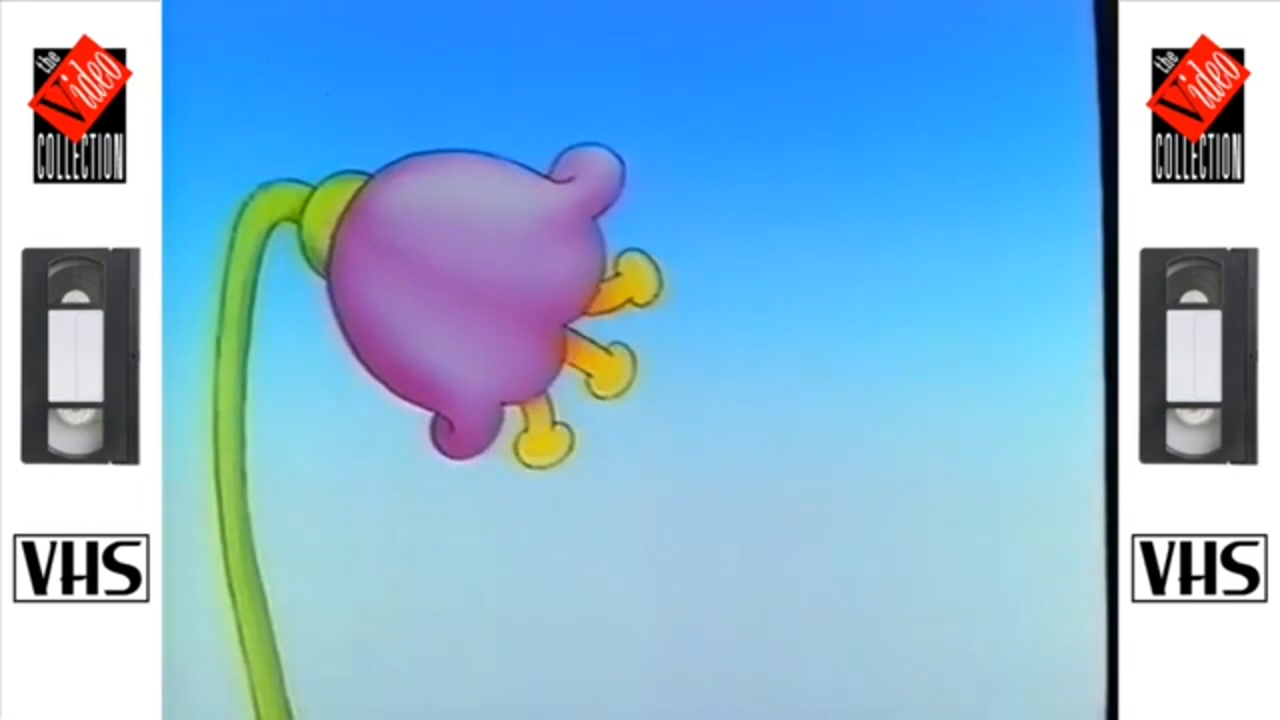 the
Video
COLLECTION
VHS
the
Video
COLLECTION
VHS